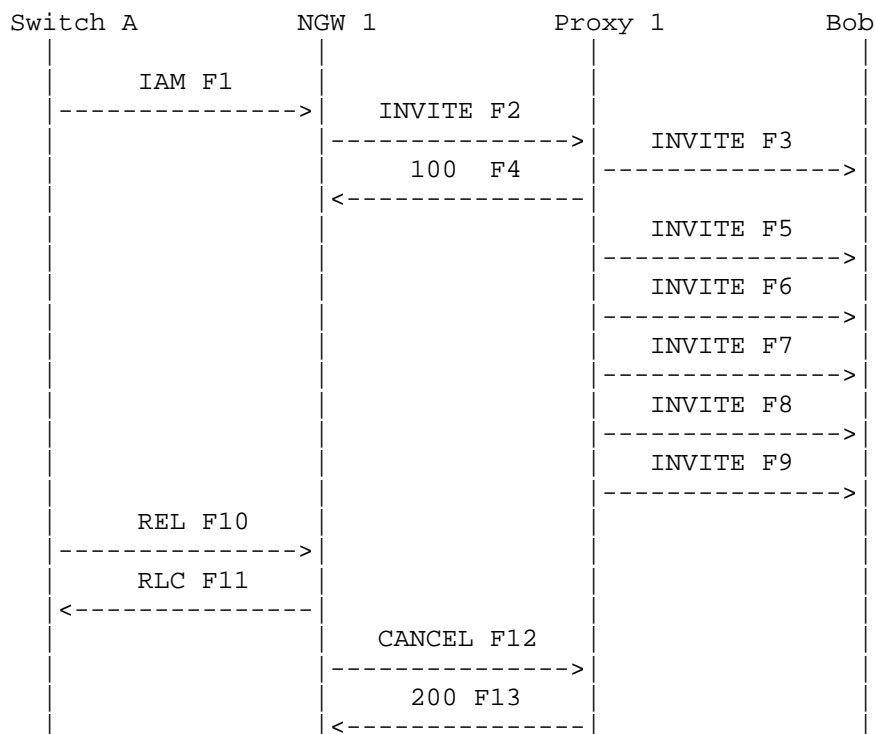 Switch A NGW 1 Proxy 1 Bob
IAM F1
INVITE F2
INVITE F3
100 F4
INVITE F5
INVITE F6
INVITE F7
INVITE F8
INVITE F9
REL F10
RLC F11
CANCEL F12
200 F13